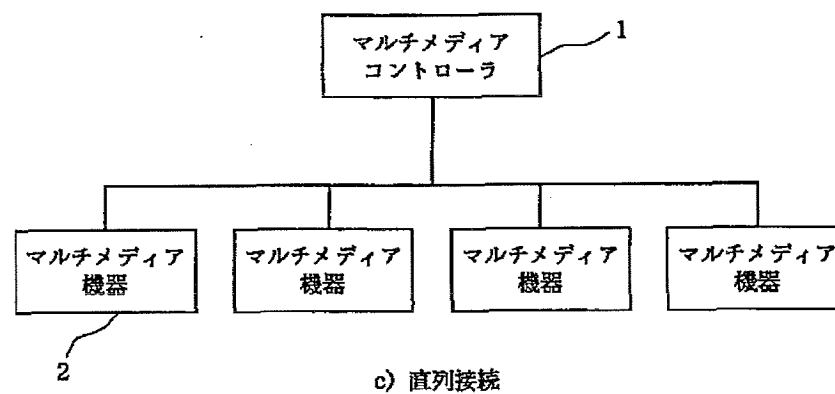 マルチメディア
コントローラ
1
マルチメディア
機器
マルチメディア
機器
マルチメディア
機器
マルチメディア
機器
2
c) 直列接続